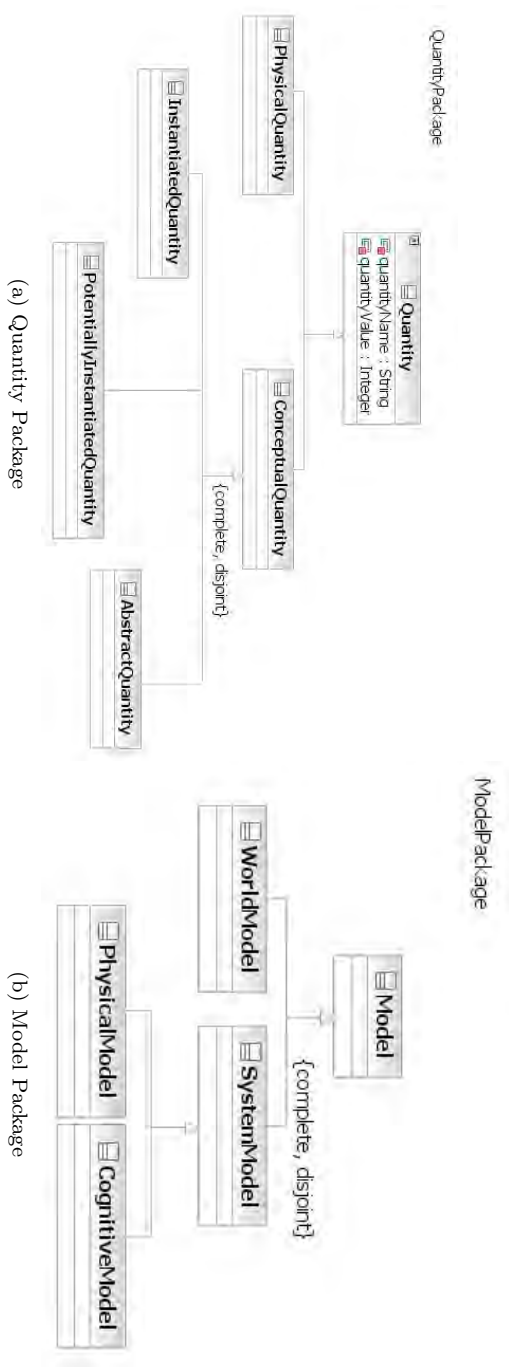 QuantityPackage
Quantity
quantityName : String
quantityValue : Integer
PhysicalQuantity
ConceptualQuantity
{complete, disjoint}
InstantiatedQuantity
PotentiallyInstantiatedQuantity
AbstractQuantity
(a) Quantity Package
ModelPackage
Model
{complete, disjoint}
WorldModel
SystemModel
PhysicalModel
CognitiveModel
(b) Model Package